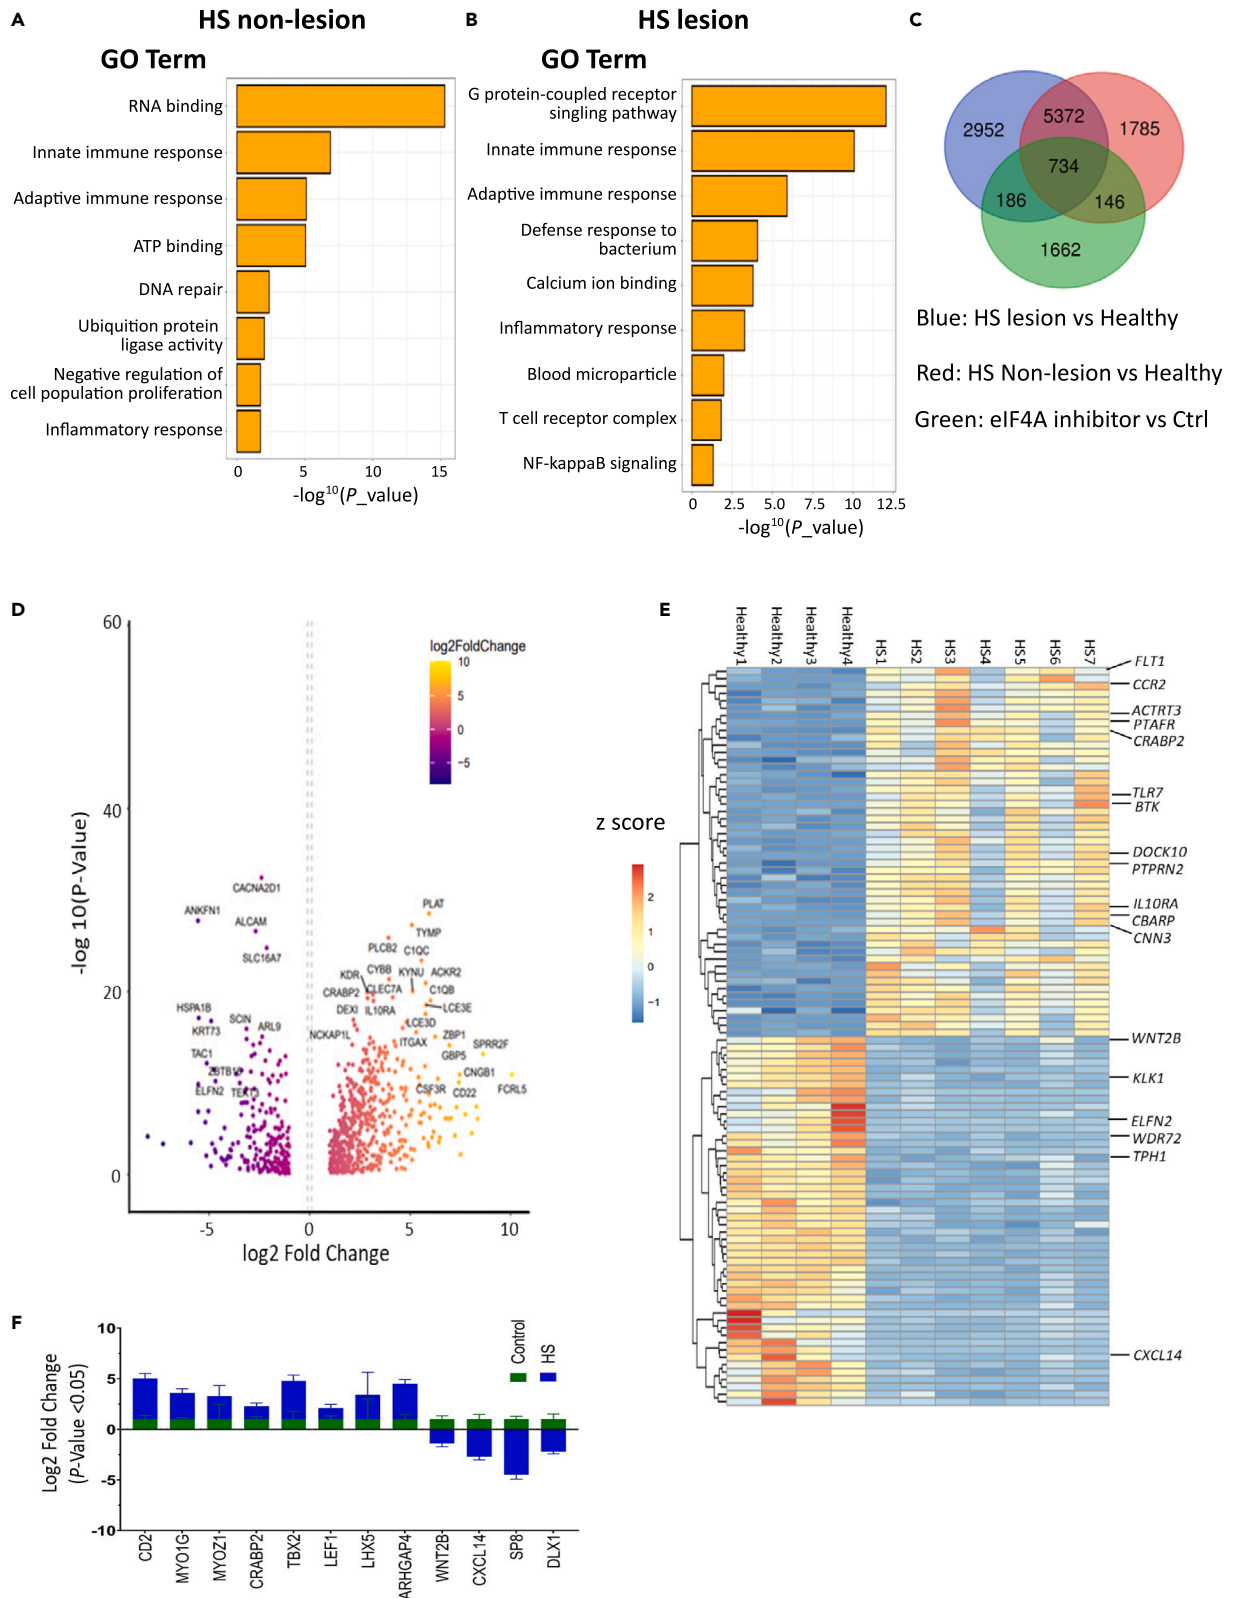 A
HS non-lesion
GO Term
RNA binding
Innate immune response
Adaptive immune response
ATP binding
DNA repair
Ubiquition protein
ligase activity
Negative regulation of
cell population proliferation
Inflammatory response
0
5
10
15
-log¹⁰(P_value)
B
HS lesion
GO Term
G protein-coupled receptor
singling pathway
Innate immune response
Adaptive immune response
Defense response to
bacterium
Calcium ion binding
Inflammatory response
Blood microparticle
T cell receptor complex
NF-kappaB signaling
0
2.5
5.0
7.5
10
12.5
-log¹⁰(P_value)
C
2952
5372
1785
734
186
146
1662
Blue: HS lesion vs Healthy
Red: HS Non-lesion vs Healthy
Green: eIF4A inhibitor vs Ctrl
D
60
40
20
0
-log 10(P-Value)
log2FoldChange
10
5
0
−5
CACNA2D1
ANKFN1
ALCAM
SLC16A7
PLAT
TYMP
PLCB2
C1QC
KDR
CYBB
KYNU
ACKR2
CRABP2
CLEC7A
C1QB
DEXI
IL10RA
LCE3E
HSPA1B
SCIN
ARL9
KRT73
NCKAP1L
LCE3D
ITGAX
ZBP1
SPRR2F
GBP5
TAC1
ELFN2
TEKT3
CSF3R
CNGB1
CD22
FCRL5
-5
0
5
10
log2 Fold Change
E
Healthy1
Healthy2
Healthy3
Healthy4
HS1
HS2
HS3
HS4
HS5
HS6
HS7
z score
2
1
0
−1
FLT1
CCR2
ACTRT3
PTAFR
CRABP2
TLR7
BTK
DOCK10
PTPRN2
IL10RA
CBARP
CNN3
WNT2B
KLK1
ELFN2
WDR72
TPH1
CXCL14
F
10
5
0
-5
-10
Log2 Fold Change
(P-Value <0.05)
Control
HS
CD2
MYO1G
MYOZ1
CRABP2
TBX2
LEF1
LHX5
ARHGAP4
WNT2B
CXCL14
SP8
DLX1